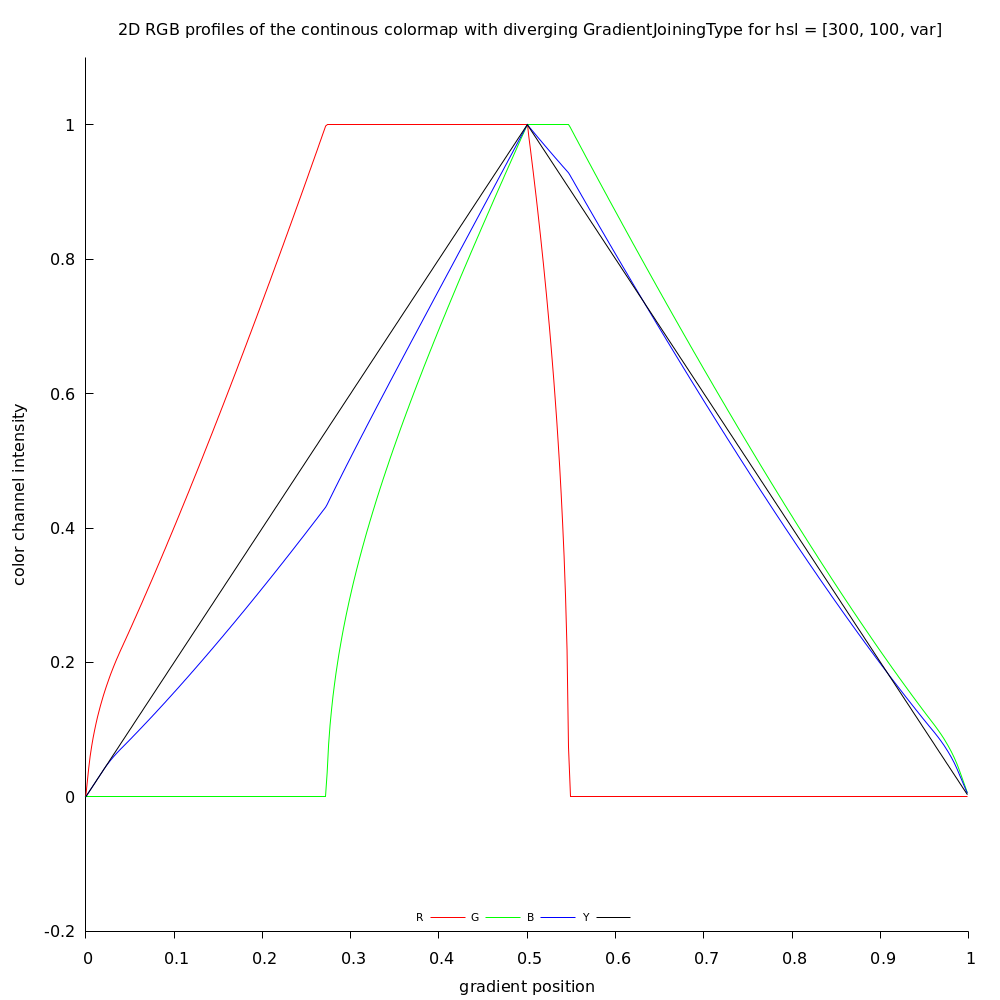 2D RGB profiles of the continous colormap with diverging GradientJoiningType for hsl = [300, 100, var]
1
0.8
0.6
0.4
0.2
0
-0.2
color channel intensity
R G B Y
0 0.1 0.2 0.3 0.4 0.5 0.6 0.7 0.8 0.9 1
gradient position